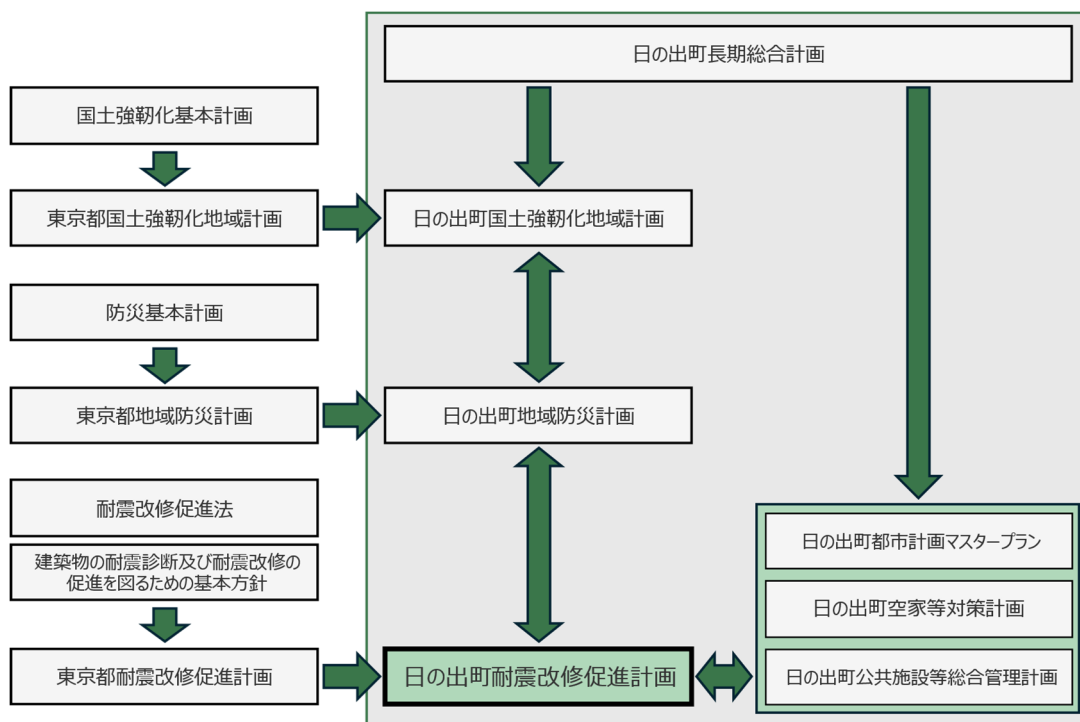 日の出町長期総合計画
国土強靭化基本計画
東京都国土強靭化地域計画
日の出町国土強靭化地域計画
防災基本計画
東京都地域防災計画
日の出町地域防災計画
耐震改修促進法
建築物の耐震診断及び耐震改修の
促進を図るための基本方針
東京都耐震改修促進計画
日の出町耐震改修促進計画
日の出町都市計画マスタープラン
日の出町空家等対策計画
日の出町公共施設等総合管理計画